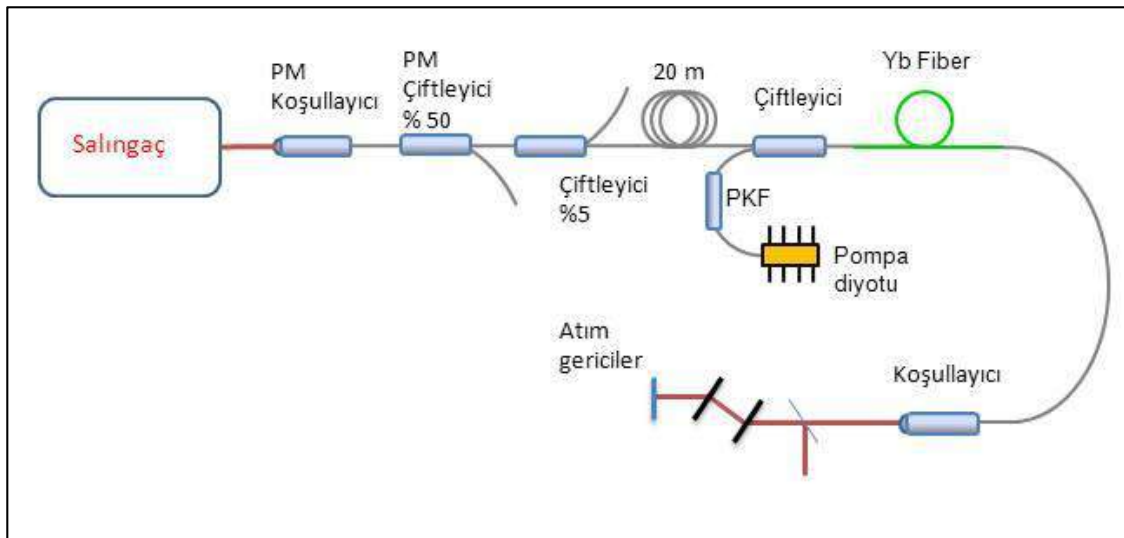 Salıngaç
PM
Koşullayıcı
PM
Çiftleyici
% 50
Çiftleyici
%5
20 m
Çiftleyici
Yb Fiber
PKF
Pompa
diyotu
Atım
gericiler
Koşullayıcı